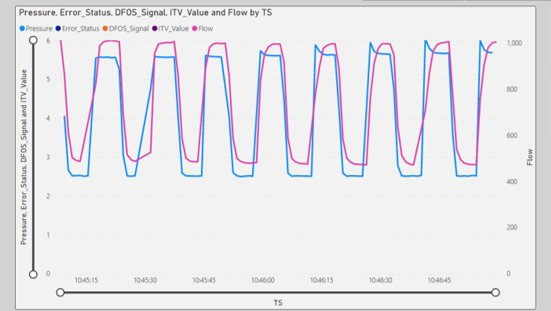 Pressure, Error_Status, DFOS_Signal, ITV_Value and Flow by TS
Pressure Error_Status DFOS_Signal ITV_Value Flow
Pressure, Error_Status, DFOS_Signal and ITV_Value
6
5
4
3
2
1
0
1,000
800
600
400
200
0
Flow
10:45:15 10:45:30 10:45:45 10:46:00 10:46:15 10:46:30 10:46:45
TS